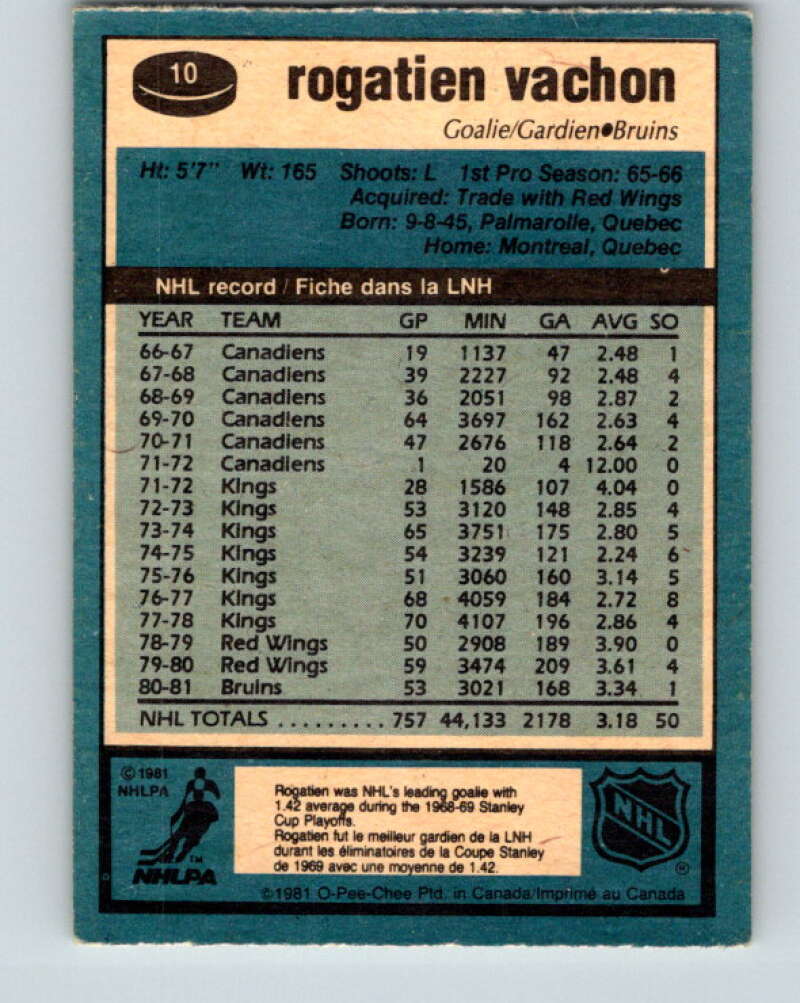 10
rogatien vachon
Goalie/Gardien•Bruins
Ht: 5'7" Wt: 165 Shoots: L 1st Pro Season: 65-66
Acquired: Trade with Red Wings
Born: 9-8-45, Palmarolle, Quebec
Home: Montreal, Quebec
NHL record / Fiche dans la LNH
YEAR TEAM GP MIN GA AVG SO
66-67 Canadiens 19 1137 47 2.48 1
67-68 Canadiens 39 2227 92 2.48 4
68-69 Canadiens 36 2051 98 2.87 2
69-70 Canadiens 64 3697 162 2.63 4
70-71 Canadiens 47 2676 118 2.64 2
71-72 Canadiens 1 20 4 12.00 0
71-72 Kings 28 1586 107 4.04 0
72-73 Kings 53 3120 148 2.85 4
73-74 Kings 65 3751 175 2.80 5
74-75 Kings 54 3239 121 2.24 6
75-76 Kings 51 3060 160 3.14 5
76-77 Kings 68 4059 184 2.72 8
77-78 Kings 70 4107 196 2.86 4
78-79 Red Wings 50 2908 189 3.90 0
79-80 Red Wings 59 3474 209 3.61 4
80-81 Bruins 53 3021 168 3.34 1
NHL TOTALS . . . . . . . . . 757 44,133 2178 3.18 50
© 1981
NHLPA
TM
NHLPA
Rogatien was NHL's leading goalie with
1.42 average during the 1968-69 Stanley
Cup Playoffs.
Rogatien fut le meilleur gardien de la LNH
durant les éliminatoires de la Coupe Stanley
de 1969 avec une moyenne de 1.42.
NHL
®
©1981 O-Pee-Chee Ptd. in Canada/Imprimé au Canada